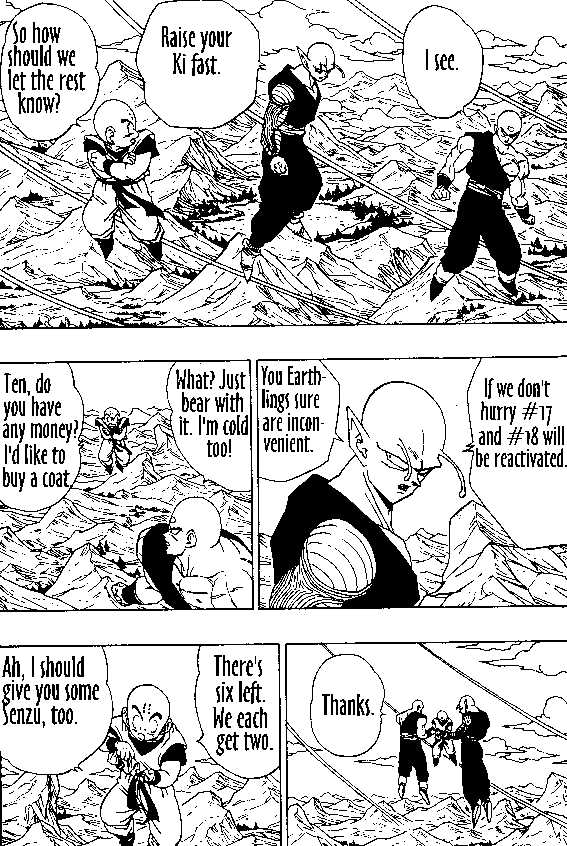 So how
should we
let the rest
know?
Raise your
Ki fast.
I see.
Ten, do
you have
any money?
I'd like to
buy a coat.
What? Just
bear with
it. I'm cold
too!
You Earth-
lings sure
are incon-
venient.
If we don't
hurry #17
and #18 will
be reactivated.
Ah, I should
give you some
Senzu, too.
There's
six left.
We each
get two.
Thanks.